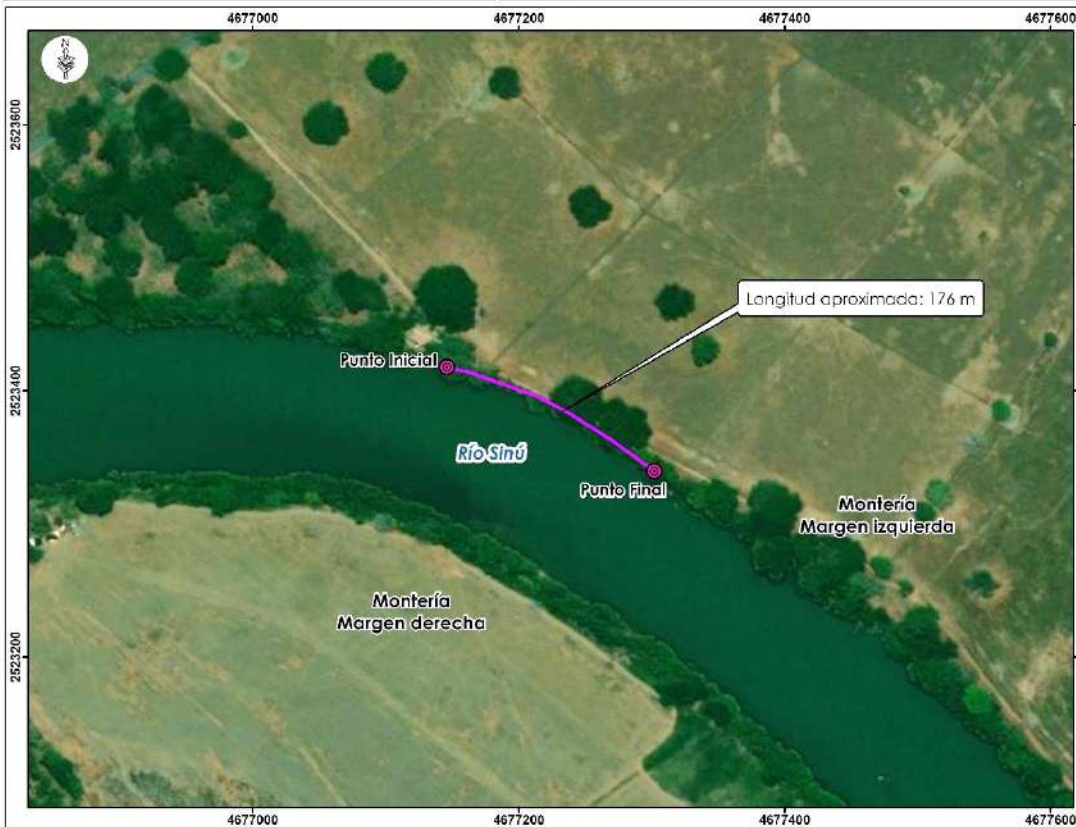 4677000 4677200 4677400 4677600
N
2523600
Longitud aproximada: 176 m
Punto Inicial
2523400
Río Sinú
Punto Final
Montería
Margen izquierda
Montería
Margen derecha
2523200
4677000 4677200 4677400 4677600